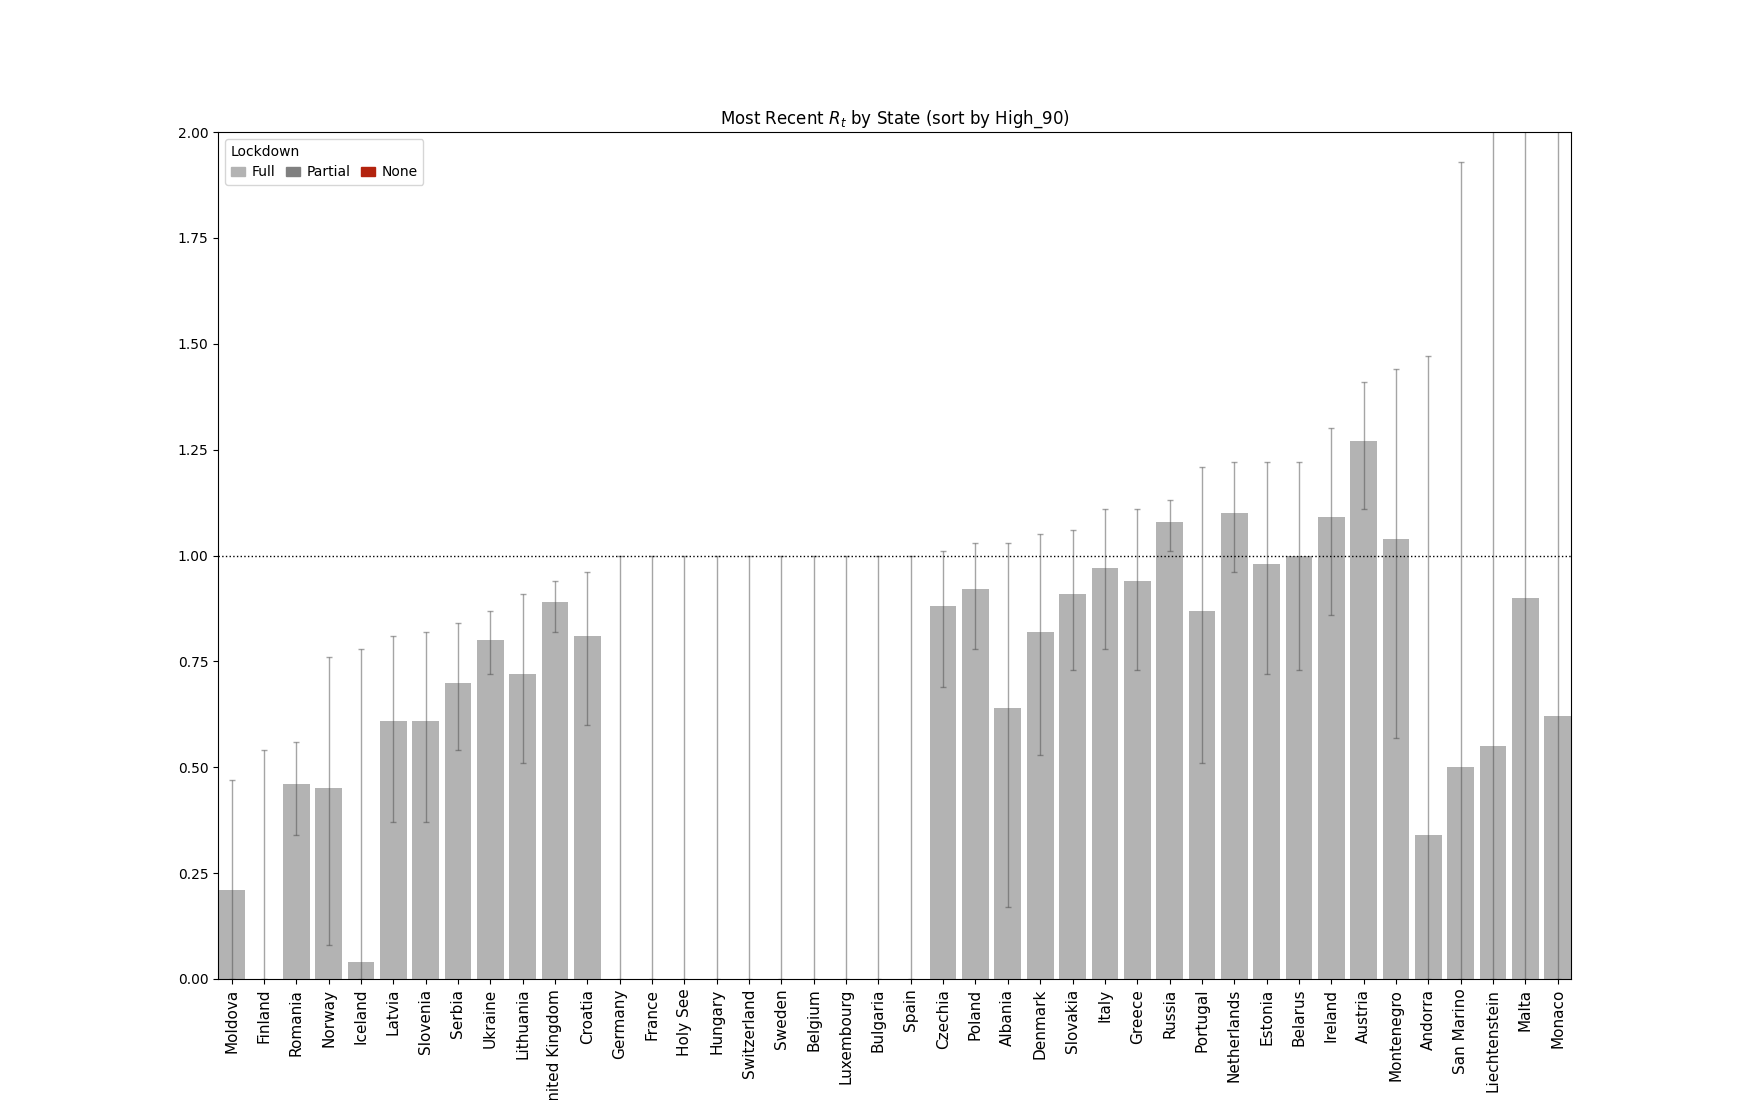 Most Recent R_t by State (sort by High_90)
Lockdown
Full Partial None
2.00
1.75
1.50
1.25
1.00
0.75
0.50
0.25
0.00
Moldova
Finland
Romania
Norway
Iceland
Latvia
Slovenia
Serbia
Ukraine
Lithuania
nited Kingdom
Croatia
Germany
France
Holy See
Hungary
Switzerland
Sweden
Belgium
Luxembourg
Bulgaria
Spain
Czechia
Poland
Albania
Denmark
Slovakia
Italy
Greece
Russia
Portugal
Netherlands
Estonia
Belarus
Ireland
Austria
Montenegro
Andorra
San Marino
Liechtenstein
Malta
Monaco